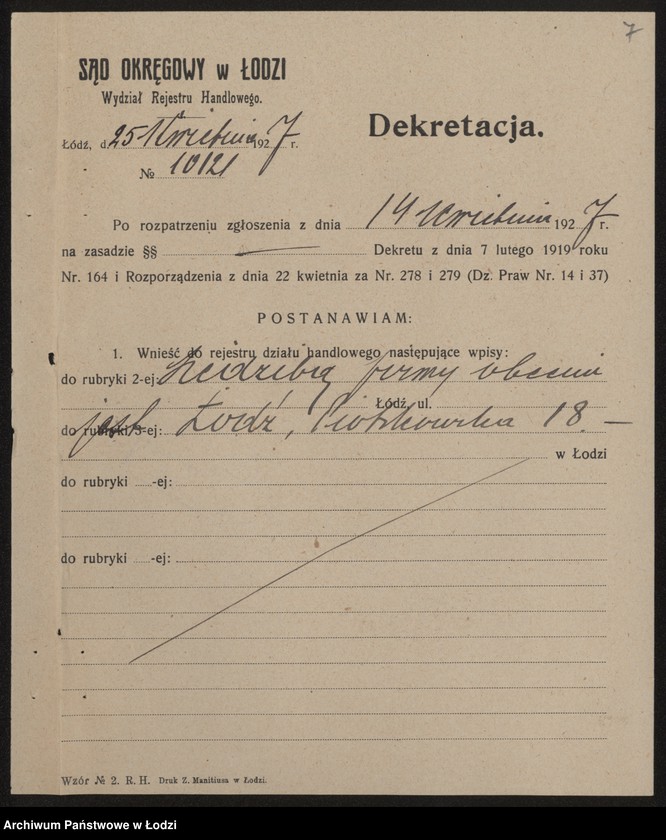 7
SĄD OKRĘGOWY w ŁODZI
Wydział Rejestru Handlowego.
Łódź, d. 25 Kwietnia 1927 r.
№ 10121
Dekretacja.
Po rozpatrzeniu zgłoszenia z dnia 14 Kwietnia 1927 r.
na zasadzie §§ — Dekretu z dnia 7 lutego 1919 roku
Nr. 164 i Rozporządzenia z dnia 22 kwietnia za Nr. 278 i 279 (Dz. Praw Nr. 14 i 37)
POSTANAWIAM:
1. Wnieść do rejestru działu handlowego następujące wpisy:
do rubryki 2-ej: Siedzibą firmy obecnie
Łódź, ul.
do rubryki 3-ej: jest Łódź, Piotrkowska 18 —
w Łodzi
do rubryki -ej:
do rubryki -ej:
Wzór № 2. R. H. Druk Z. Manitiusa w Łodzi.
Archiwum Państwowe w Łodzi